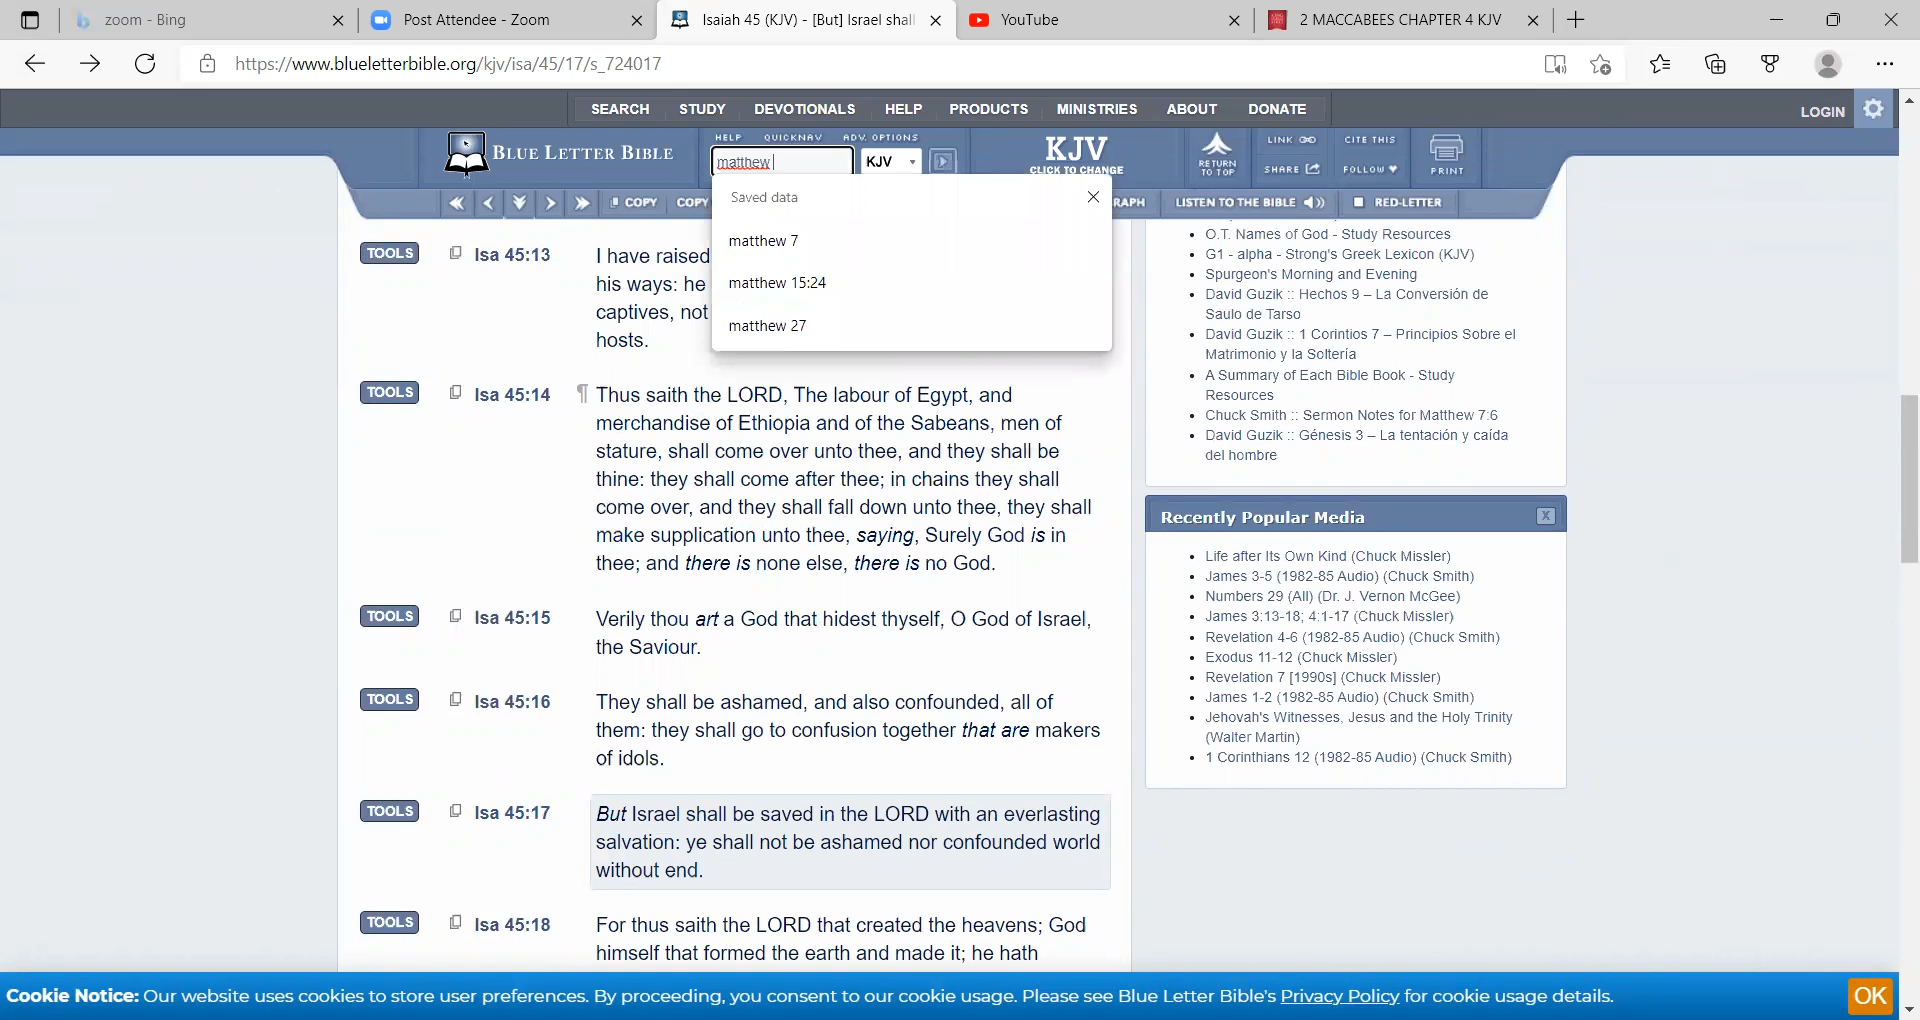 zoom - Bing
Post Attendee - Zoom
Isaiah 45 (KJV) - [But] Israel shal
YouTube
2 MACCABEES CHAPTER 4 KJV
https://www.blueletterbible.org/kjv/isa/45/17/s_724017
SEARCH STUDY DEVOTIONALS HELP PRODUCTS MINISTRIES ABOUT DONATE
LOGIN
BLUE LETTER BIBLE
HELP QUICKNAV ADV. OPTIONS
matthew
KJV
KJV
CLICK TO CHANGE
RETURN
TO TOP
LINK
SHARE
CITE THIS
FOLLOW
PRINT
COPY
COPY
RAPH
LISTEN TO THE BIBLE
RED-LETTER
Saved data
matthew 7
matthew 15:24
matthew 27
TOOLS Isa 45:13 I have raised
his ways: he
captives, not
hosts.
TOOLS Isa 45:14 ¶ Thus saith the LORD, The labour of Egypt, and
merchandise of Ethiopia and of the Sabeans, men of
stature, shall come over unto thee, and they shall be
thine: they shall come after thee; in chains they shall
come over, and they shall fall down unto thee, they shall
make supplication unto thee, saying, Surely God is in
thee; and there is none else, there is no God.
TOOLS Isa 45:15 Verily thou art a God that hidest thyself, O God of Israel,
the Saviour.
TOOLS Isa 45:16 They shall be ashamed, and also confounded, all of
them: they shall go to confusion together that are makers
of idols.
TOOLS Isa 45:17 But Israel shall be saved in the LORD with an everlasting
salvation: ye shall not be ashamed nor confounded world
without end.
TOOLS Isa 45:18 For thus saith the LORD that created the heavens; God
himself that formed the earth and made it; he hath
O.T. Names of God - Study Resources
G1 - alpha - Strong's Greek Lexicon (KJV)
Spurgeon's Morning and Evening
David Guzik :: Hechos 9 – La Conversión de
Saulo de Tarso
David Guzik :: 1 Corintios 7 – Principios Sobre el
Matrimonio y la Soltería
A Summary of Each Bible Book - Study
Resources
Chuck Smith :: Sermon Notes for Matthew 7:6
David Guzik :: Génesis 3 – La tentación y caída
del hombre
Recently Popular Media X
Life after Its Own Kind (Chuck Missler)
James 3-5 (1982-85 Audio) (Chuck Smith)
Numbers 29 (All) (Dr. J. Vernon McGee)
James 3:13-18; 4:1-17 (Chuck Missler)
Revelation 4-6 (1982-85 Audio) (Chuck Smith)
Exodus 11-12 (Chuck Missler)
Revelation 7 [1990s] (Chuck Missler)
James 1-2 (1982-85 Audio) (Chuck Smith)
Jehovah's Witnesses, Jesus and the Holy Trinity
(Walter Martin)
1 Corinthians 12 (1982-85 Audio) (Chuck Smith)
Cookie Notice: Our website uses cookies to store user preferences. By proceeding, you consent to our cookie usage. Please see Blue Letter Bible's Privacy Policy for cookie usage details.
OK